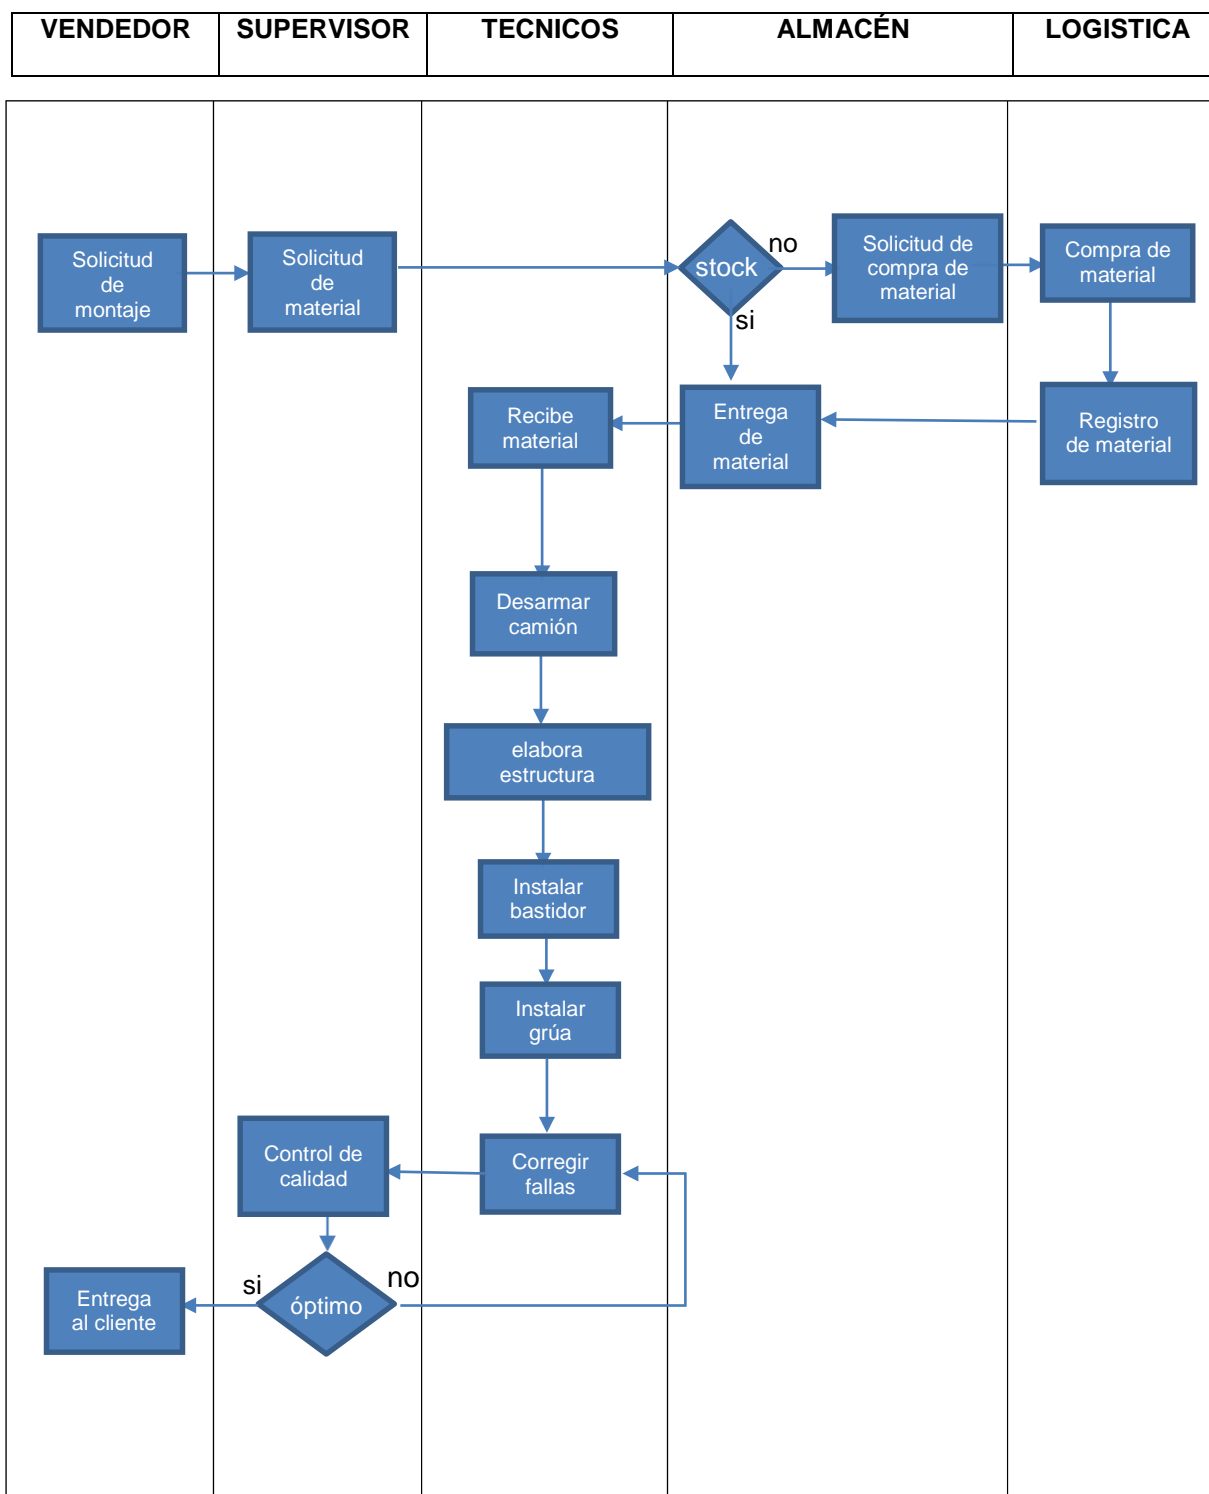 VENDEDOR
SUPERVISOR
TECNICOS
ALMACÉN
LOGISTICA
Solicitud
de
montaje
Solicitud
de
material
stock
no
si
Solicitud de
compra de
material
Compra de
material
Recibe
material
Entrega
de
material
Registro
de material
Desarmar
camión
elabora
estructura
Instalar
bastidor
Instalar
grúa
Control de
calidad
Corregir
fallas
Entrega
al cliente
si
óptimo
no